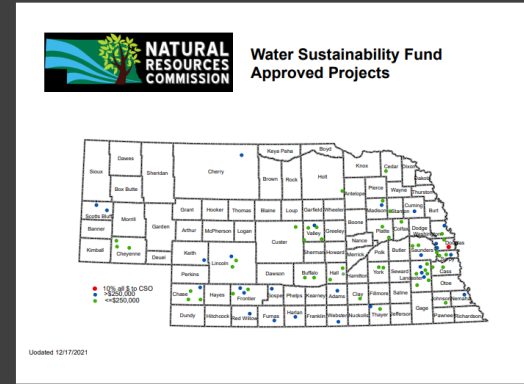 NATURAL
RESOURCES
COMMISSION
Water Sustainability Fund
Approved Projects
Keya Paha Boyd
Dawes
Sioux Sheridan Cherry Brown Rock Holt Knox Cedar Dixon
Dakota
Box Butte Antelope Pierce Wayne Thurston
Scotts Bluff Morrill Garden Grant Hooker Thomas Blaine Loup Garfield Wheeler Madison Stanton Cuming Burt
Banner Arthur McPherson Logan Custer Valley Greeley Boone Platte Colfax Dodge
Washington
Kimball Cheyenne Deuel Keith Lincoln Sherman Howard Nance Merrick Polk Butler Saunders Douglas
Sarpy
Perkins Dawson Buffalo Hall Hamilton York Seward Lancaster Cass
Otoe
Chase Hayes Frontier Gosper Phelps Kearney Adams Clay Fillmore Saline Johnson Nemaha
Dundy Hitchcock Red Willow Furnas Harlan Franklin Webster Nuckolls Thayer Jefferson Gage Pawnee Richardson
10% all $ to CSO
>$250,000
<=$250,000
Updated 12/17/2021